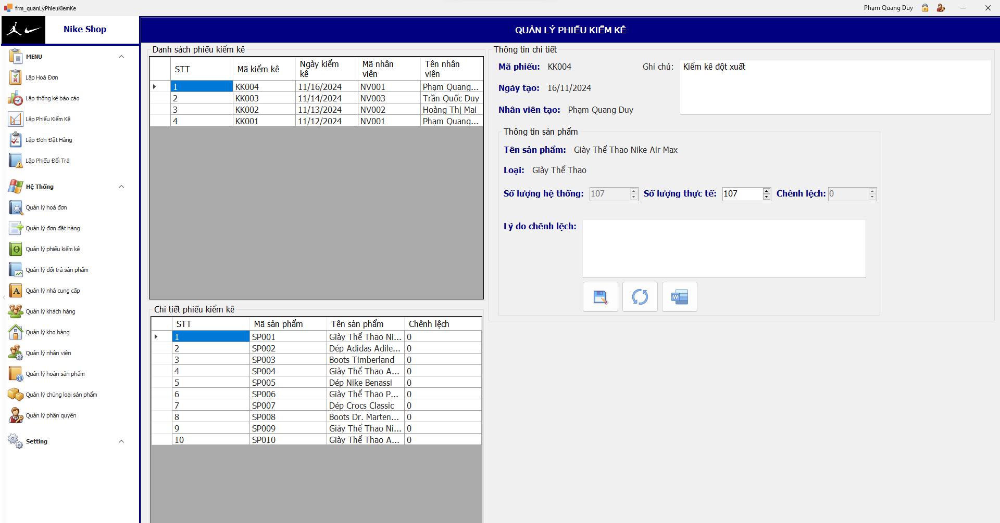 frm_quanLyPhieuKiemKe
Phạm Quang Duy
Nike Shop
QUẢN LÝ PHIẾU KIỂM KÊ
MENU
Lập Hoá Đơn
Lập thống kê báo cáo
Lập Phiếu Kiểm Kê
Lập Đơn Đặt Hàng
Lập Phiếu Đổi Trả
Hệ Thống
Quản lý hoá đơn
Quản lý đơn đặt hàng
Quản lý phiếu kiểm kê
Quản lý đổi trả sản phẩm
Quản lý nhà cung cấp
Quản lý khách hàng
Quản lý kho hàng
Quản lý nhân viên
Quản lý hoàn sản phẩm
Quản lý chủng loại sản phẩm
Quản lý phân quyền
Setting
Danh sách phiếu kiểm kê
STT Mã kiểm kê Ngày kiểm kê Mã nhân viên Tên nhân viên
1 KK004 11/16/2024 NV001 Phạm Quang...
2 KK003 11/14/2024 NV003 Trần Quốc Duy
3 KK002 11/13/2024 NV002 Hoàng Thị Mai
4 KK001 11/12/2024 NV001 Phạm Quang...
Chi tiết phiếu kiểm kê
STT Mã sản phẩm Tên sản phẩm Chênh lệch
1 SP001 Giày Thể Thao Ni... 0
2 SP002 Dép Adidas Adile... 0
3 SP003 Boots Timberland 0
4 SP004 Giày Thể Thao A... 0
5 SP005 Dép Nike Benassi 0
6 SP006 Giày Thể Thao P... 0
7 SP007 Dép Crocs Classic 0
8 SP008 Boots Dr. Marten... 0
9 SP009 Giày Thể Thao Ni... 0
10 SP010 Giày Thể Thao A... 0
Thông tin chi tiết
Mã phiếu: KK004 Ghi chú: Kiểm kê đột xuất
Ngày tạo: 16/11/2024
Nhân viên tạo: Phạm Quang Duy
Thông tin sản phẩm
Tên sản phẩm: Giày Thể Thao Nike Air Max
Loại: Giày Thể Thao
Số lượng hệ thống: 107 Số lượng thực tế: 107 Chênh lệch: 0
Lý do chênh lệch: